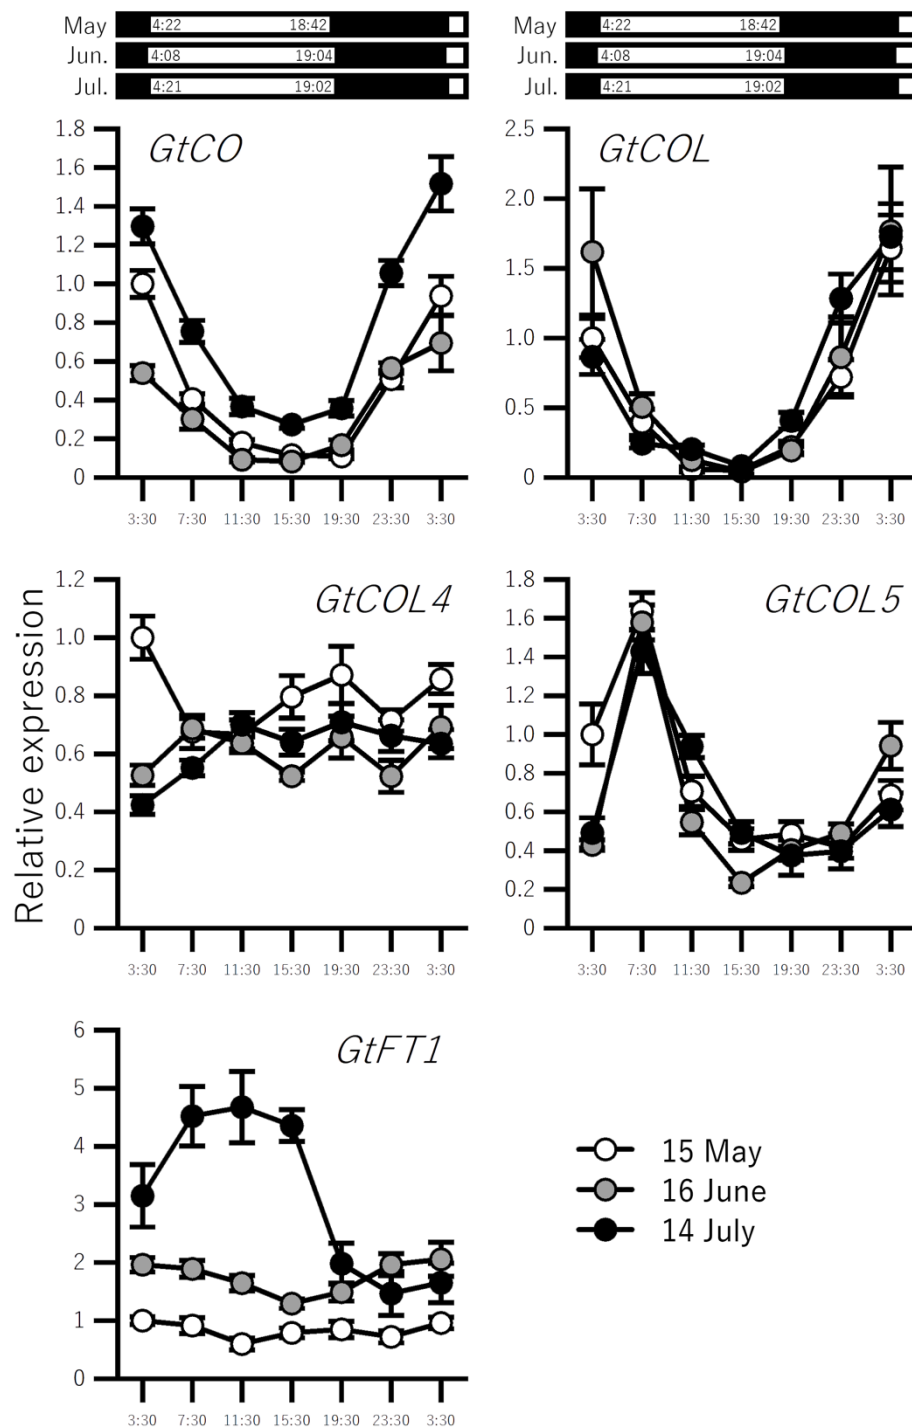 May 4:22 18:42 May 4:22 18:42
Jun. 4:08 19:04 Jun. 4:08 19:04
Jul. 4:21 19:02 Jul. 4:21 19:02
GtCO
1.8
1.6
1.4
1.2
1.0
0.8
0.6
0.4
0.2
0
3:30 7:30 11:30 15:30 19:30 23:30 3:30
GtCOL
2.5
2.0
1.5
1.0
0.5
0
3:30 7:30 11:30 15:30 19:30 23:30 3:30
Relative expression
GtCOL4
1.2
1.0
0.8
0.6
0.4
0.2
0
3:30 7:30 11:30 15:30 19:30 23:30 3:30
GtCOL5
1.8
1.6
1.4
1.2
1.0
0.8
0.6
0.4
0.2
0
3:30 7:30 11:30 15:30 19:30 23:30 3:30
GtFT1
6
5
4
3
2
1
0
3:30 7:30 11:30 15:30 19:30 23:30 3:30
15 May
16 June
14 July